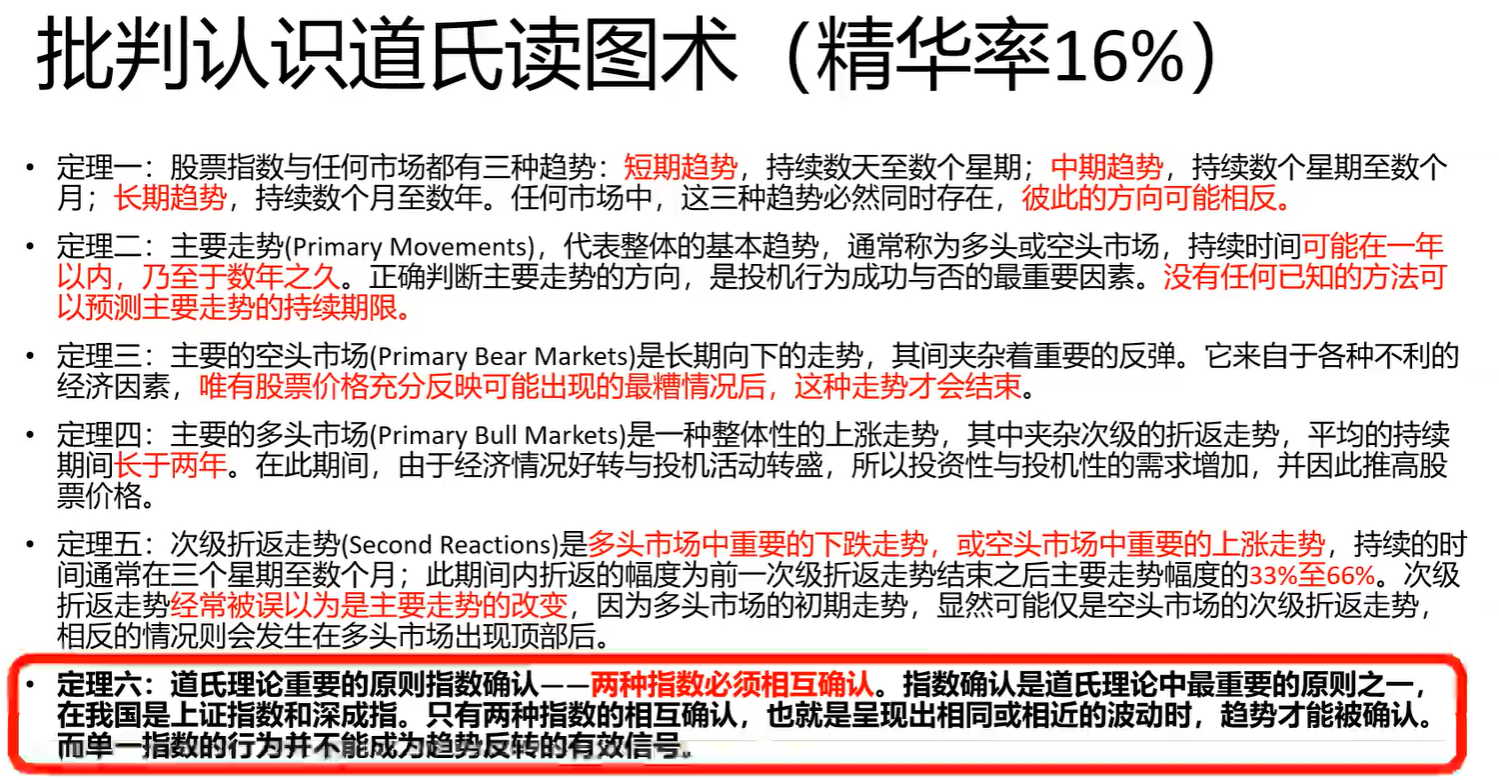 批判认识道氏读图术（精华率16%）
• 定理一：股票指数与任何市场都有三种趋势：短期趋势，持续数天至数个星期；中期趋势，持续数个星期至数个
月；长期趋势，持续数个月至数年。任何市场中，这三种趋势必然同时存在，彼此的方向可能相反。
• 定理二：主要走势(Primary Movements)，代表整体的基本趋势，通常称为多头或空头市场，持续时间可能在一年
以内，乃至于数年之久。正确判断主要走势的方向，是投机行为成功与否的最重要因素。没有任何已知的方法可
以预测主要走势的持续期限。
• 定理三：主要的空头市场(Primary Bear Markets)是长期向下的走势，其间夹杂着重要的反弹。它来自于各种不利的
经济因素，唯有股票价格充分反映可能出现的最糟情况后，这种走势才会结束。
• 定理四：主要的多头市场(Primary Bull Markets)是一种整体性的上涨走势，其中夹杂次级的折返走势，平均的持续
期间长于两年。在此期间，由于经济情况好转与投机活动转盛，所以投资性与投机性的需求增加，并因此推高股
票价格。
• 定理五：次级折返走势(Second Reactions)是多头市场中重要的下跌走势，或空头市场中重要的上涨走势，持续的时
间通常在三个星期至数个月；此期间内折返的幅度为前一次级折返走势结束之后主要走势幅度的33%至66%。次级
折返走势经常被误以为是主要走势的改变，因为多头市场的初期走势，显然可能仅是空头市场的次级折返走势，
相反的情况则会发生在多头市场出现顶部后。
• 定理六：道氏理论重要的原则指数确认——两种指数必须相互确认。指数确认是道氏理论中最重要的原则之一，
在我国是上证指数和深成指。只有两种指数的相互确认，也就是呈现出相同或相近的波动时，趋势才能被确认。
而单一指数的行为并不能成为趋势反转的有效信号。